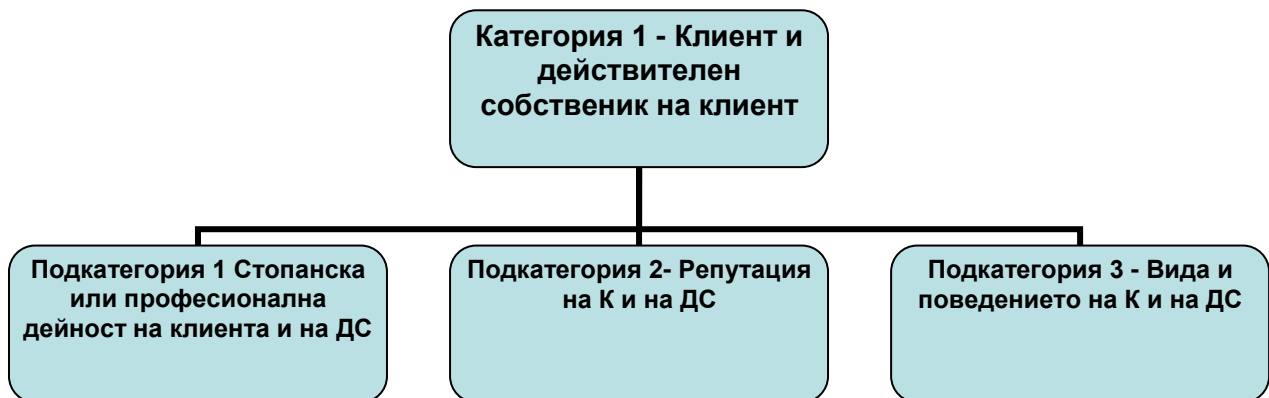 Категория 1 - Клиент и
действителен
собственик на клиент
Подкатегория 1 Стопанска
или професионална
дейност на клиента и на ДС
Подкатегория 2- Репутация
на К и на ДС
Подкатегория 3 - Вида и
поведението на К и на ДС